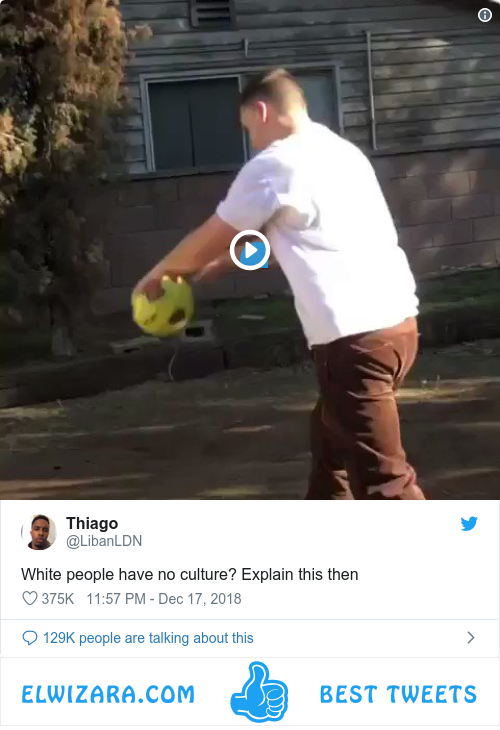 Thiago
@LibanLDN
White people have no culture? Explain this then
375K 11:57 PM - Dec 17, 2018
129K people are talking about this
ELWIZARA.COM BEST TWEETS